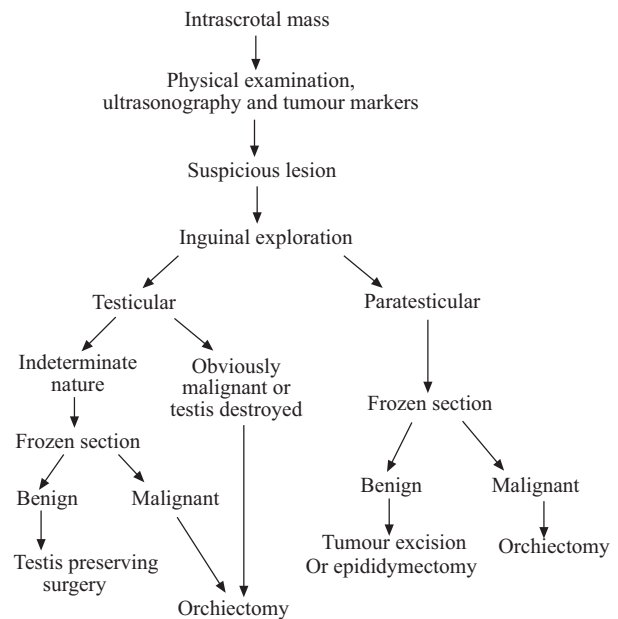 Intrascrotal mass
Physical examination,
ultrasonography and tumour markers
Suspicious lesion
Inguinal exploration
Testicular
Paratesticular
Indeterminate
nature
Obviously
malignant or
testis destroyed
Frozen section
Frozen section
Benign
Malignant
Benign
Malignant
Testis preserving
surgery
Tumour excision
Or epididymectomy
Orchiectomy
Orchiectomy